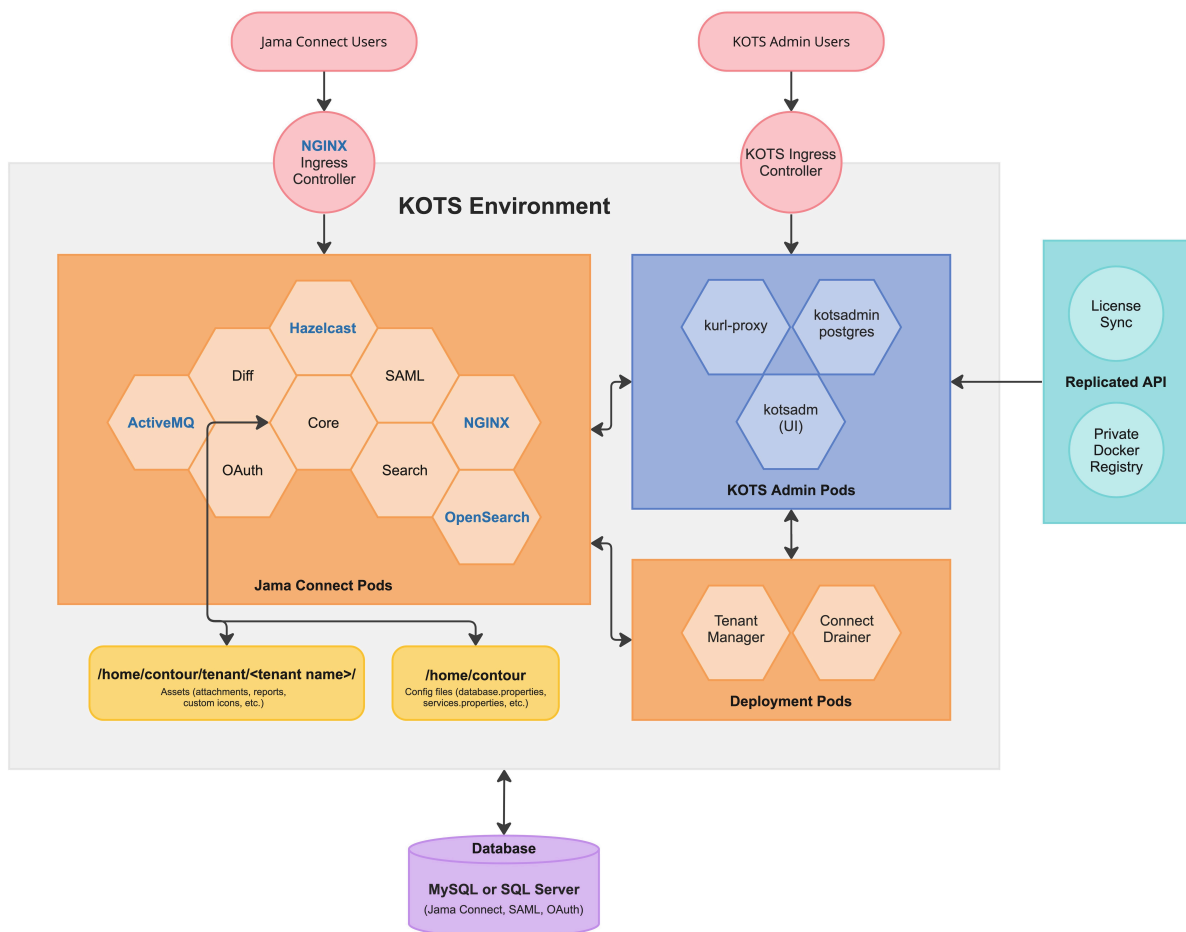 Jama Connect Users
KOTS Admin Users
NGINX
Ingress
Controller
KOTS Ingress
Controller
KOTS Environment
Hazelcast
Diff
SAML
ActiveMQ
Core
NGINX
OAuth
Search
OpenSearch
Jama Connect Pods
kurl-proxy
kotsadmin
postgres
kotsadm
(UI)
KOTS Admin Pods
License
Sync
Replicated API
Private
Docker
Registry
Tenant
Manager
Connect
Drainer
Deployment Pods
/home/contour/tenant/<tenant name>/
Assets (attachments, reports,
custom icons, etc.)
/home/contour
Config files (database.properties,
services.properties, etc.)
Database
MySQL or SQL Server
(Jama Connect, SAML, OAuth)